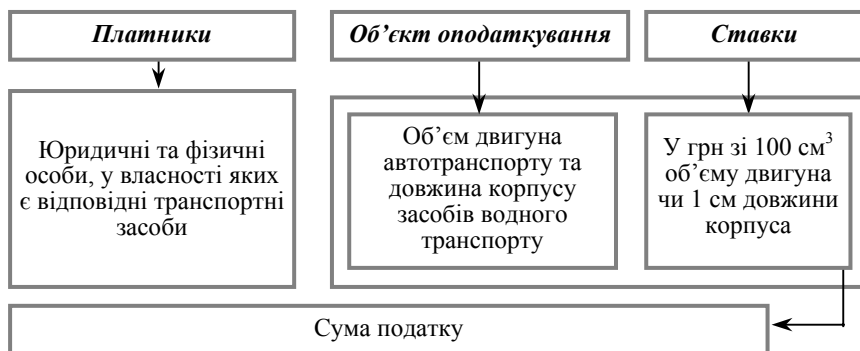 Платники
Об’єкт оподаткування
Ставки
Юридичні та фізичні
особи, у власності яких
є відповідні транспортні
засоби
Об’єм двигуна
автотранспорту та
довжина корпусу
засобів водного
транспорту
У грн зі 100 см³
об’єму двигуна
чи 1 см довжини
корпуса
Сума податку